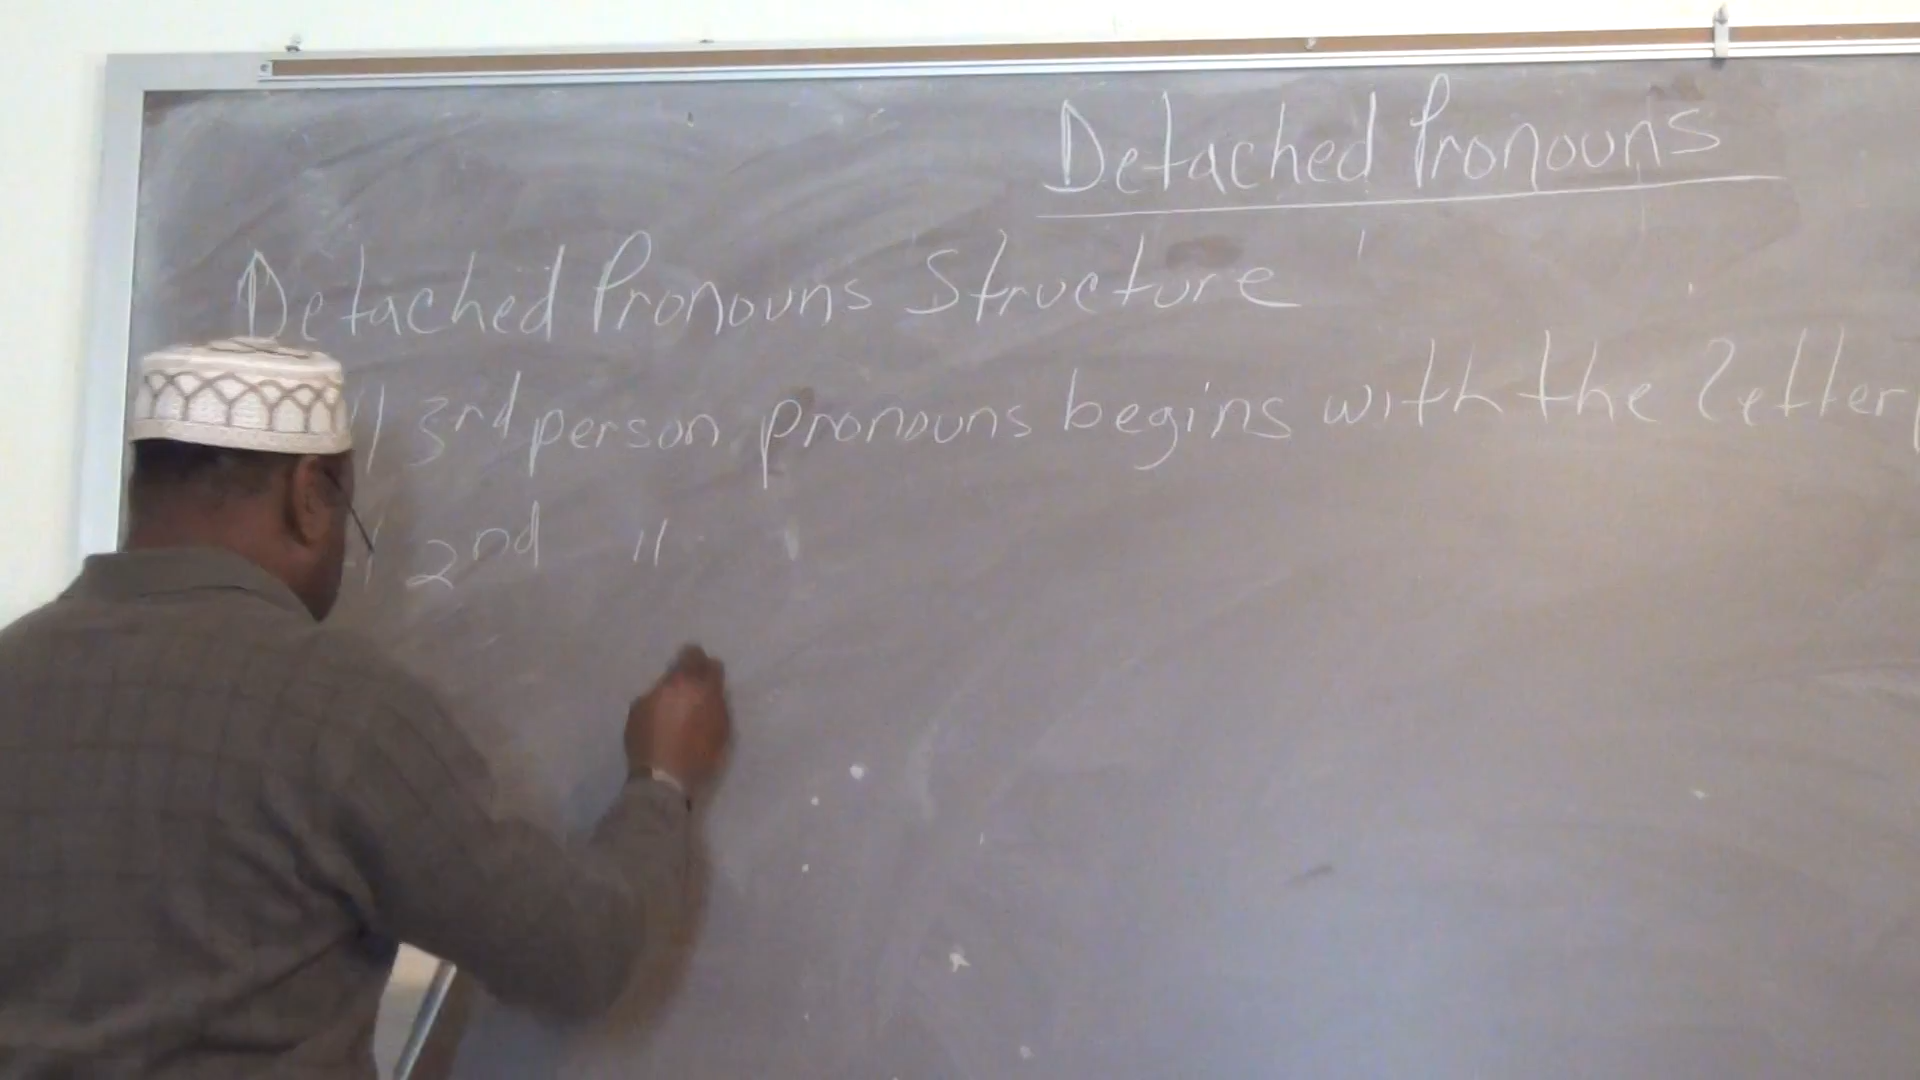 Detached Pronouns
Detached Pronouns Structure
3rd person pronouns begins with the letter
2nd "